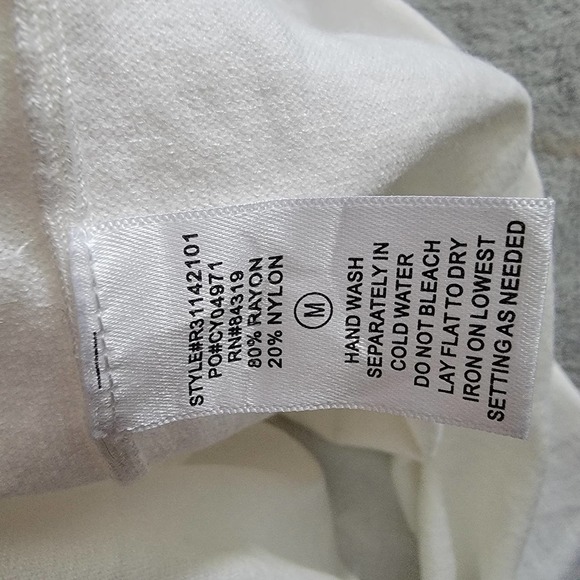 STYLE#R31142101
PO#CY04971
RN#84319
80% RAYON
20% NYLON
M
HAND WASH
SEPARATELY IN
COLD WATER
DO NOT BLEACH
LAY FLAT TO DRY
IRON ON LOWEST
SETTING AS NEEDED